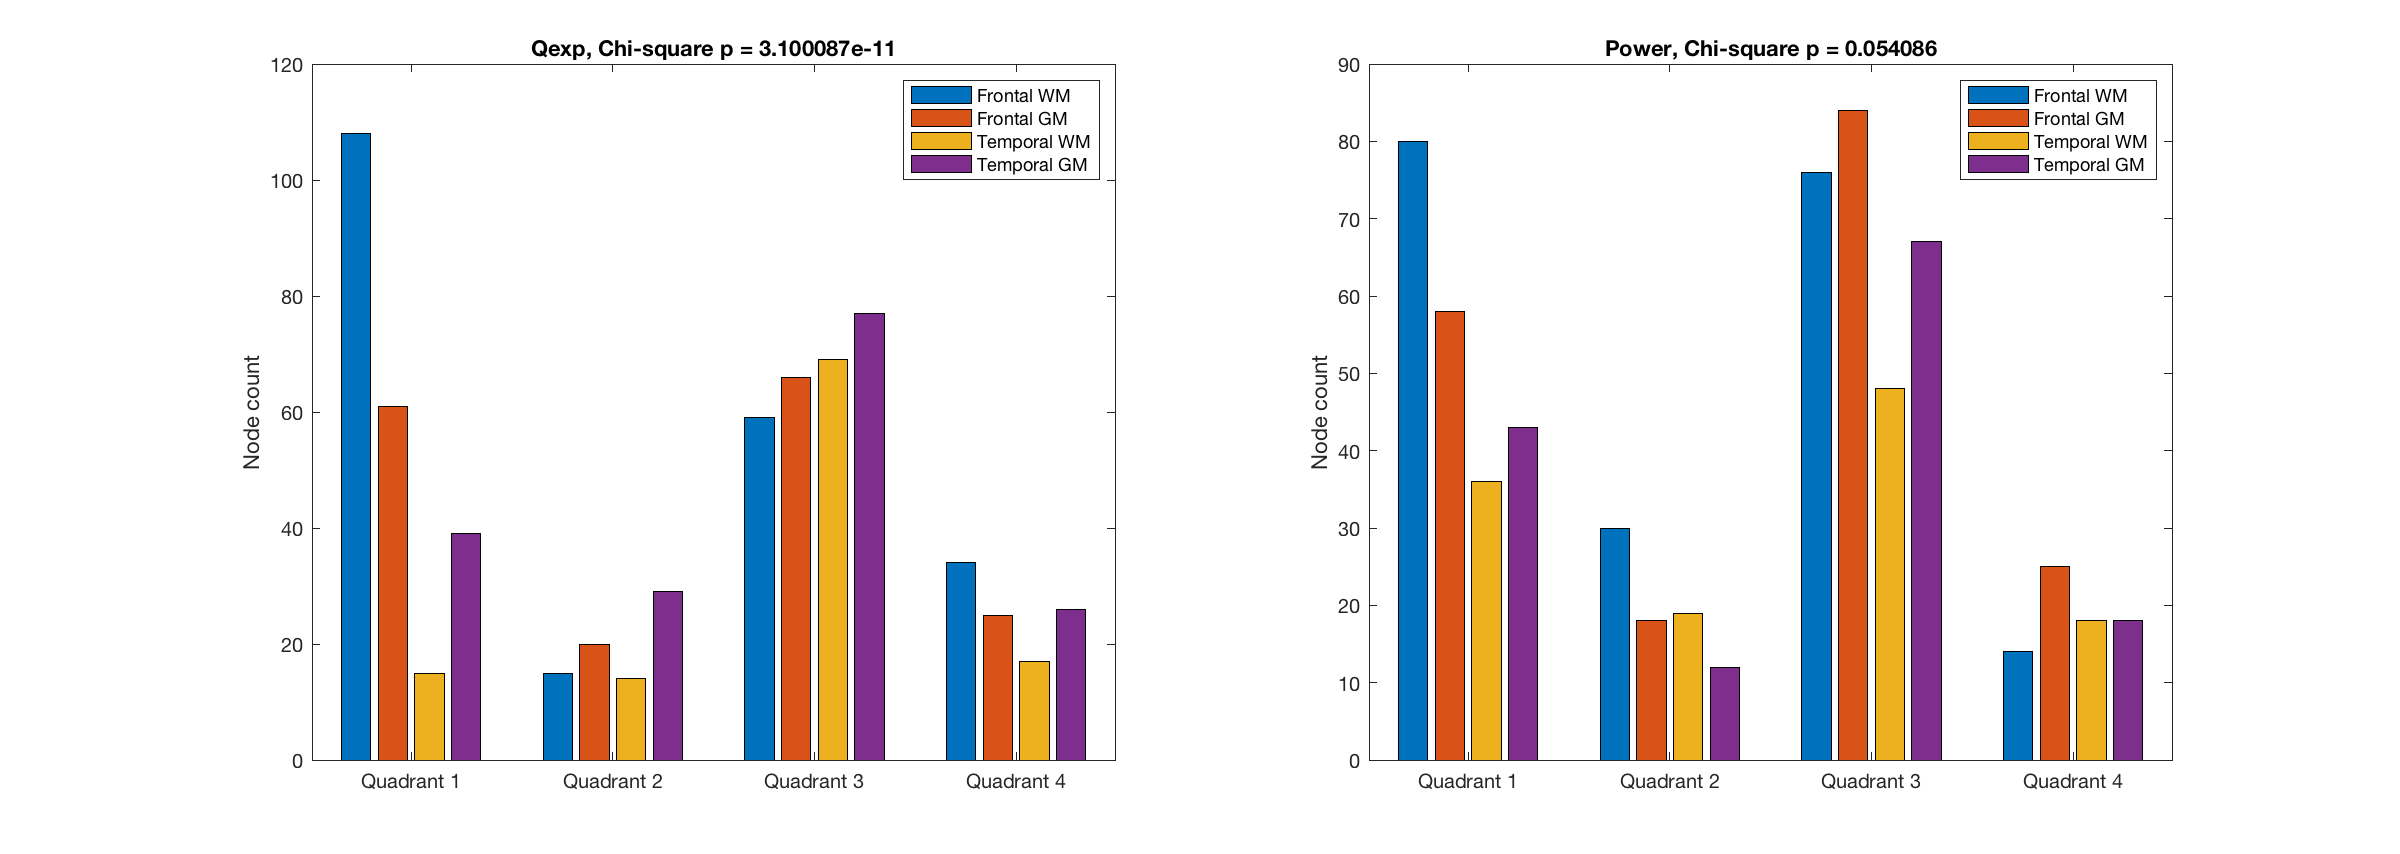 Qexp, Chi-square p = 3.100087e-11
120
100
80
60
40
20
0
Node count
Frontal WM
Frontal GM
Temporal WM
Temporal GM
Quadrant 1 Quadrant 2 Quadrant 3 Quadrant 4
Power, Chi-square p = 0.054086
90
80
70
60
50
40
30
20
10
0
Node count
Frontal WM
Frontal GM
Temporal WM
Temporal GM
Quadrant 1 Quadrant 2 Quadrant 3 Quadrant 4